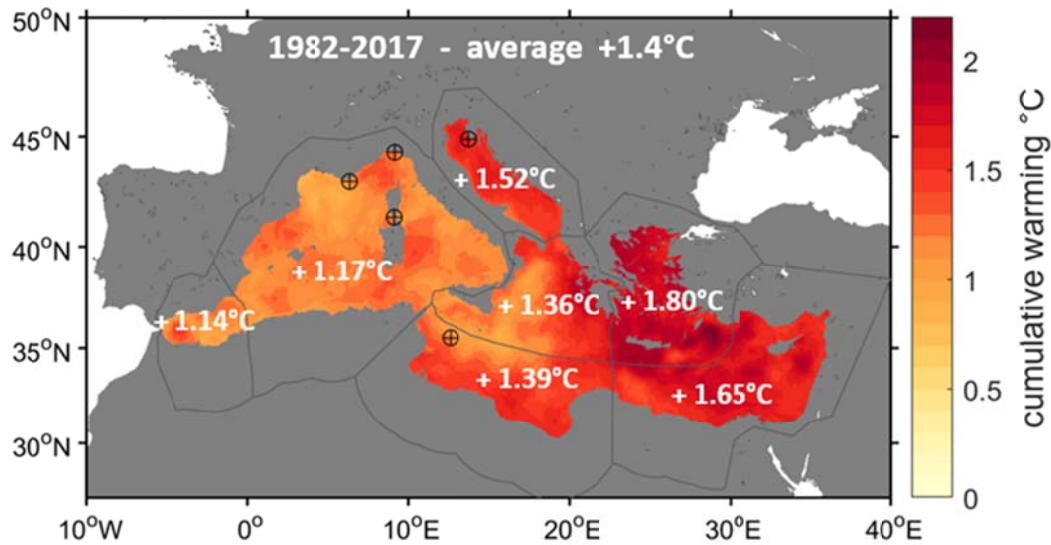 50°N
1982-2017 - average +1.4°C
2
45°N
+ 1.52°C
1.5
40°N
+ 1.17°C
+ 1.36°C
+ 1.80°C
1
+ 1.14°C
35°N
+ 1.39°C
+ 1.65°C
0.5
30°N
0
10°W
0°
10°E
20°E
30°E
40°E
cumulative warming °C